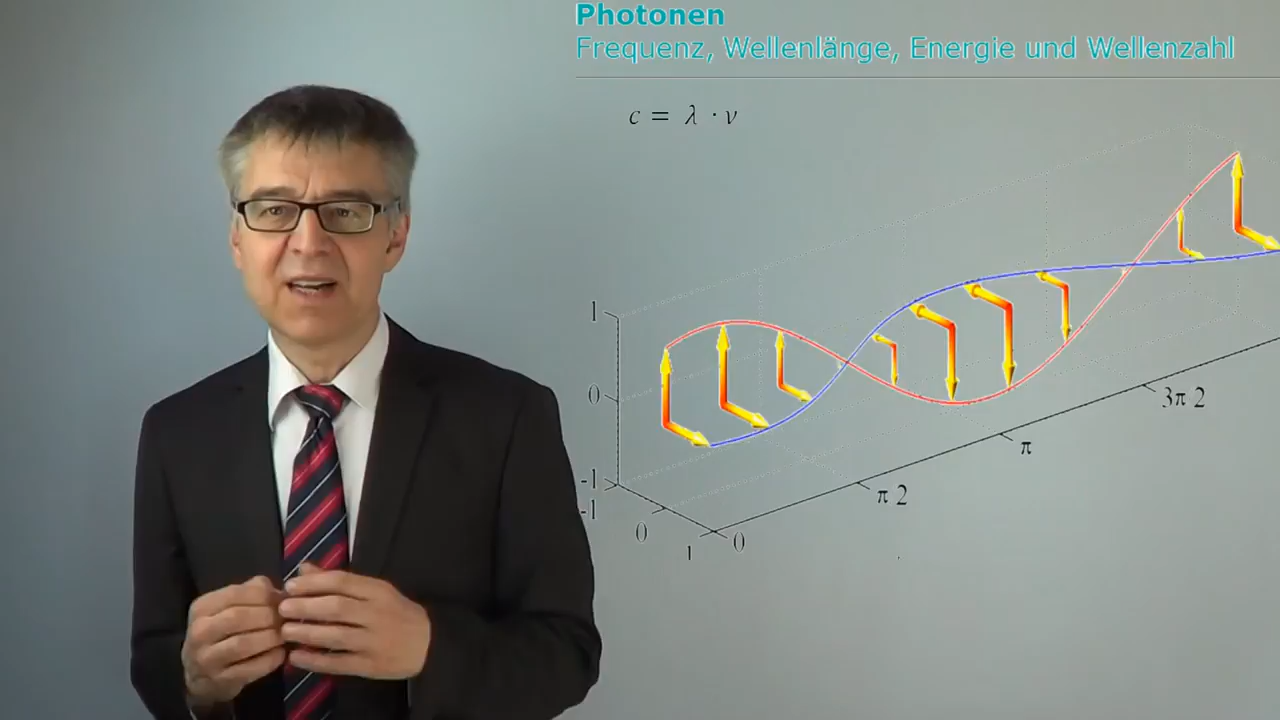 Photonen
Frequenz, Wellenlänge, Energie und Wellenzahl
c = λ · ν
1
0
-1
-1
0
1
0
π 2
π
3π 2